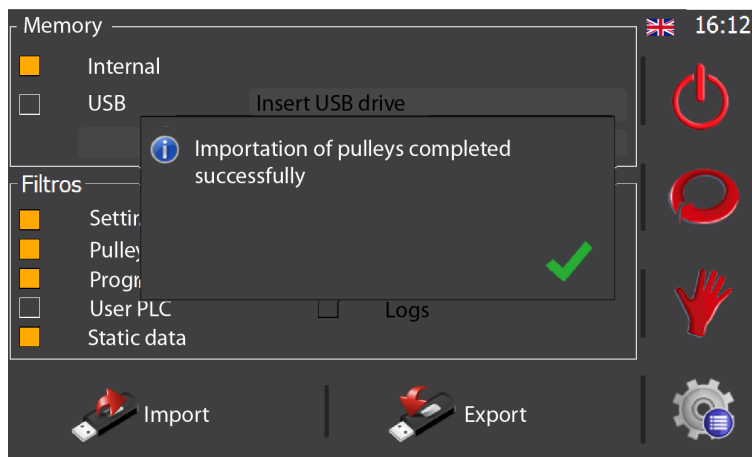 Memory
16:12
Internal
USB
Insert USB drive
Importation of pulleys completed
successfully
Filtros
User PLC
Logs
Static data
Import
Export